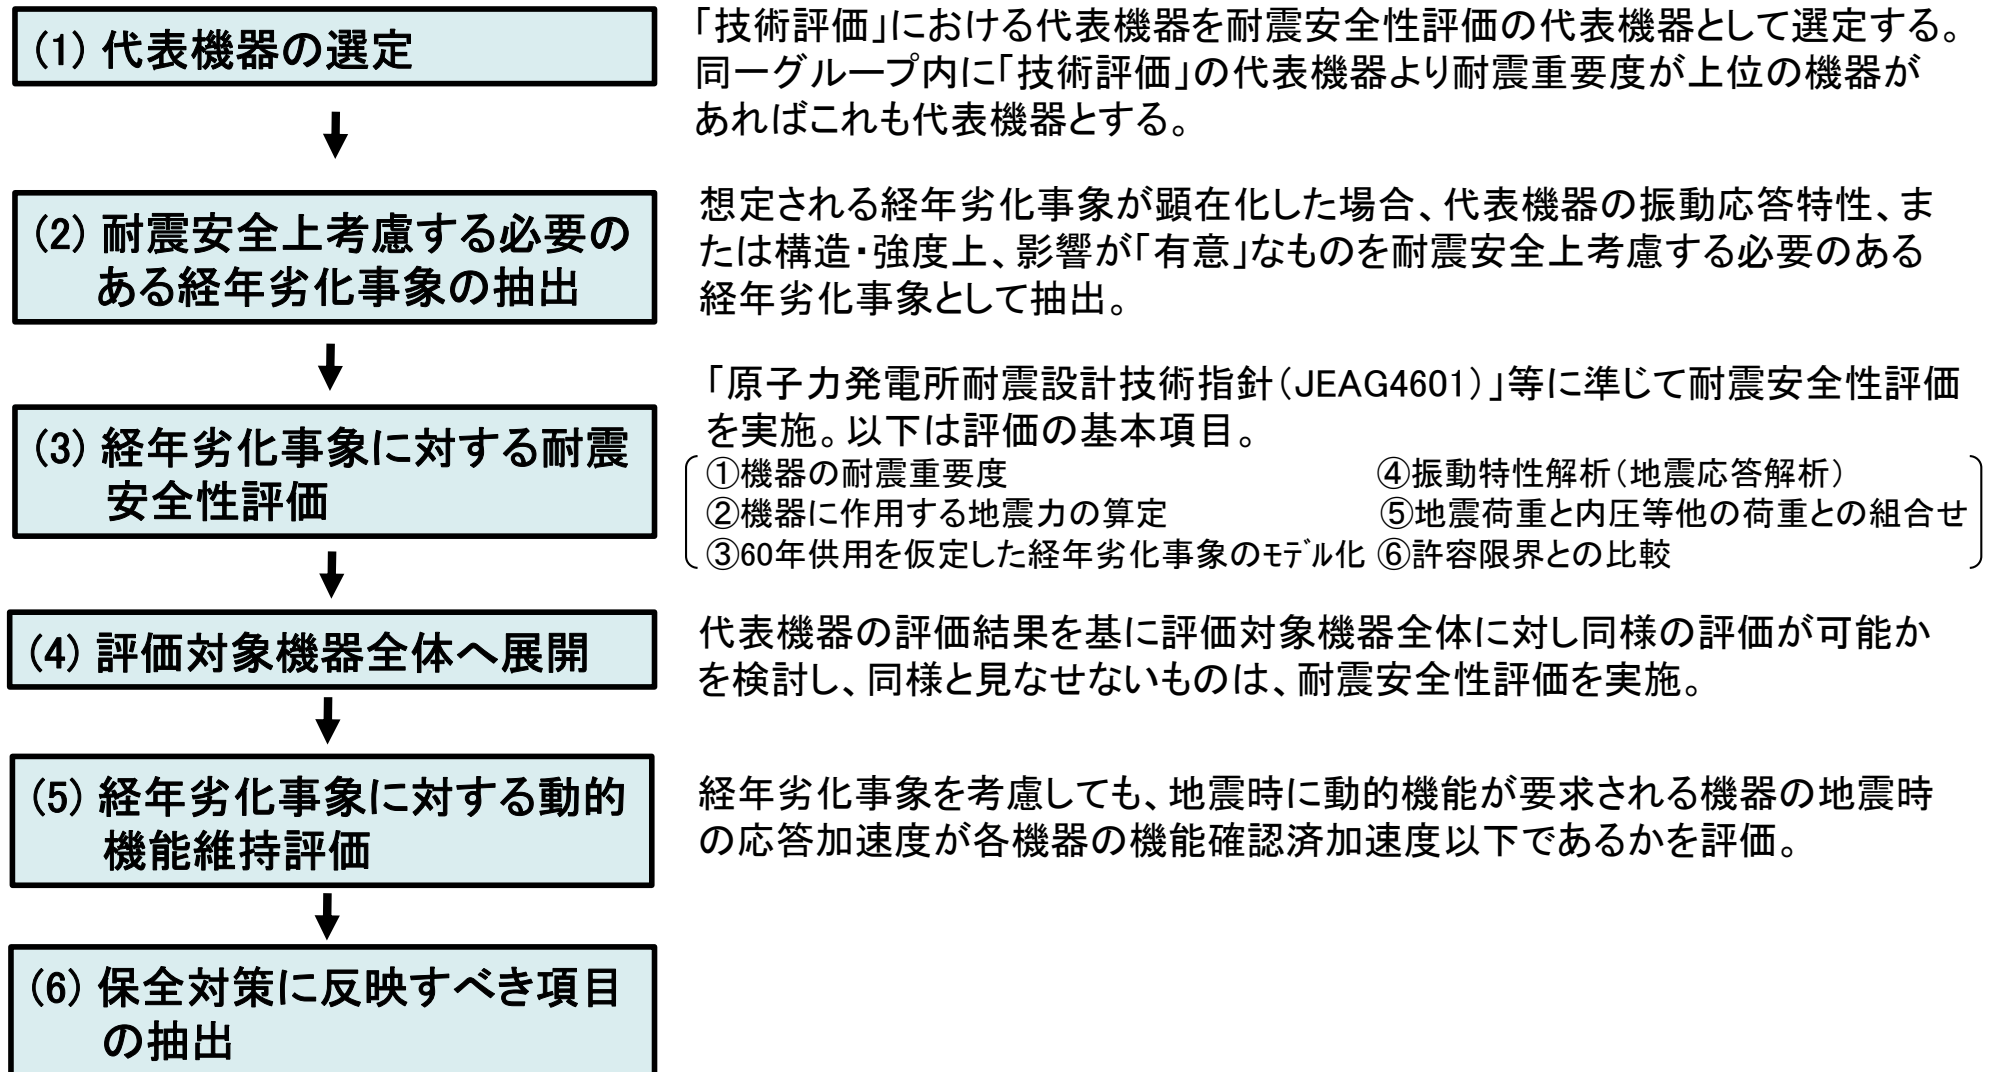 (1) 代表機器の選定
「技術評価」における代表機器を耐震安全性評価の代表機器として選定する。
同一グループ内に「技術評価」の代表機器より耐震重要度が上位の機器が
あればこれも代表機器とする。
(2) 耐震安全上考慮する必要の
ある経年劣化事象の抽出
想定される経年劣化事象が顕在化した場合、代表機器の振動応答特性、ま
たは構造・強度上、影響が「有意」なものを耐震安全上考慮する必要のある
経年劣化事象として抽出。
(3) 経年劣化事象に対する耐震
安全性評価
「原子力発電所耐震設計技術指針（JEAG4601）」等に準じて耐震安全性評価
を実施。以下は評価の基本項目。
①機器の耐震重要度
②機器に作用する地震力の算定
③60年供用を仮定した経年劣化事象のﾓﾃﾞﾙ化
④振動特性解析（地震応答解析）
⑤地震荷重と内圧等他の荷重との組合せ
⑥許容限界との比較
(4) 評価対象機器全体へ展開
代表機器の評価結果を基に評価対象機器全体に対し同様の評価が可能か
を検討し、同様と見なせないものは、耐震安全性評価を実施。
(5) 経年劣化事象に対する動的
機能維持評価
経年劣化事象を考慮しても、地震時に動的機能が要求される機器の地震時
の応答加速度が各機器の機能確認済加速度以下であるかを評価。
(6) 保全対策に反映すべき項目
の抽出